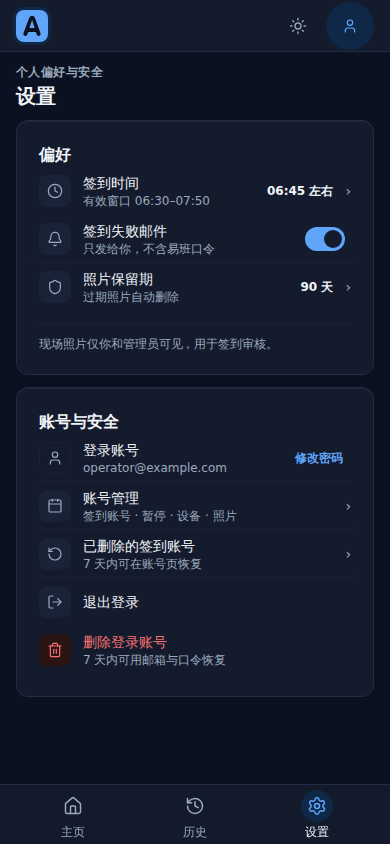 A
个人偏好与安全
设置
偏好
签到时间
有效窗口 06:30–07:50
06:45 左右
签到失败邮件
只发给你，不含易班口令
照片保留期
过期照片自动删除
90 天
现场照片仅你和管理员可见，用于签到审核。
账号与安全
登录账号
operator@example.com
修改密码
账号管理
签到账号 · 暂停 · 设备 · 照片
已删除的签到账号
7 天内可在账号页恢复
退出登录
删除登录账号
7 天内可用邮箱与口令恢复
主页
历史
设置